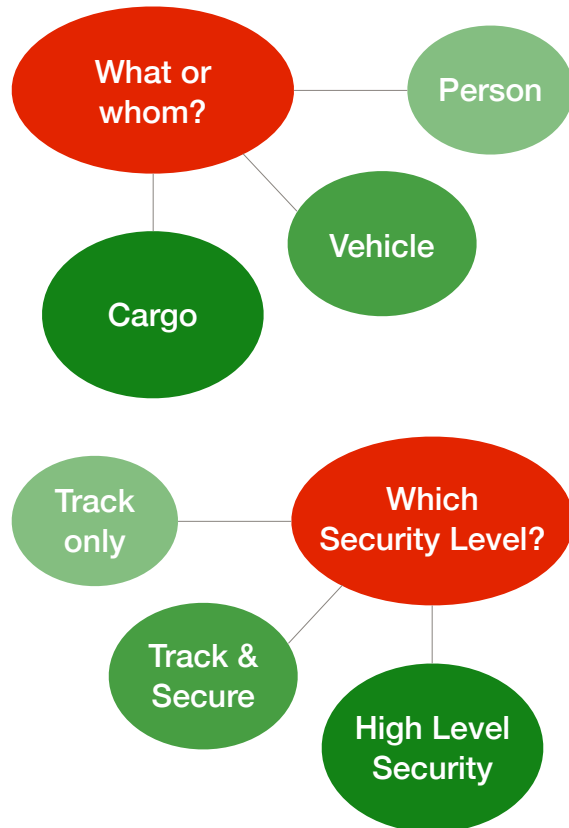 What or
whom?
Person
Vehicle
Cargo
Track
only
Which
Security Level?
Track &
Secure
High Level
Security